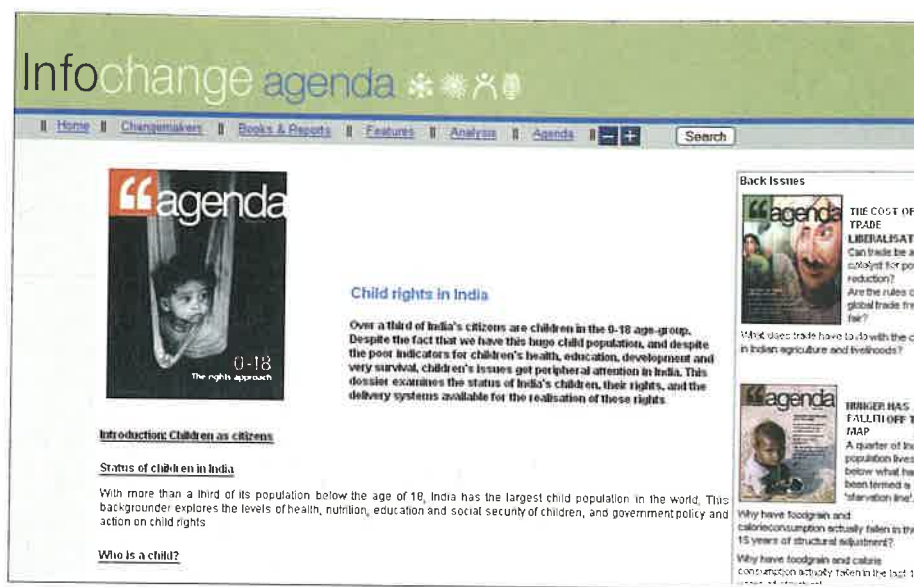 Infochange agenda
Home Changemakers Books & Reports Features Analysis Agenda - + Search
“agenda
0-18
The rights approach
Child rights in India
Over a third of India's citizens are children in the 0-18 age-group.
Despite the fact that we have this huge child population, and despite
the poor indicators for children's health, education, development and
very survival, children's issues get peripheral attention in India. This
dossier examines the status of India's children, their rights, and the
delivery systems available for the realisation of these rights
Introduction: Children as citizens
Status of children in India
With more than a third of its population below the age of 18, India has the largest child population in the world. This
backgrounder explores the levels of health, nutrition, education and social security of children, and government policy and
action on child rights
Who is a child?
Back Issues
“agenda
THE COST OF
TRADE
LIBERALISAT
Can trade be a
catalyst for po
reduction?
Are the rules o
global trade fr
fair?
What does trade have to do with the c
in Indian agriculture and livelihoods?
“agenda
HUNGER HAS
FALLEN OFF T
MAP
A quarter of In
population lives
below what ha
been termed a
'starvation line'.
Why have foodgrain and
calorieconsumption actually fallen in the
15 years of structural adjustment?
Why have foodgrain and calorie
consumption actually fallen in the last 1